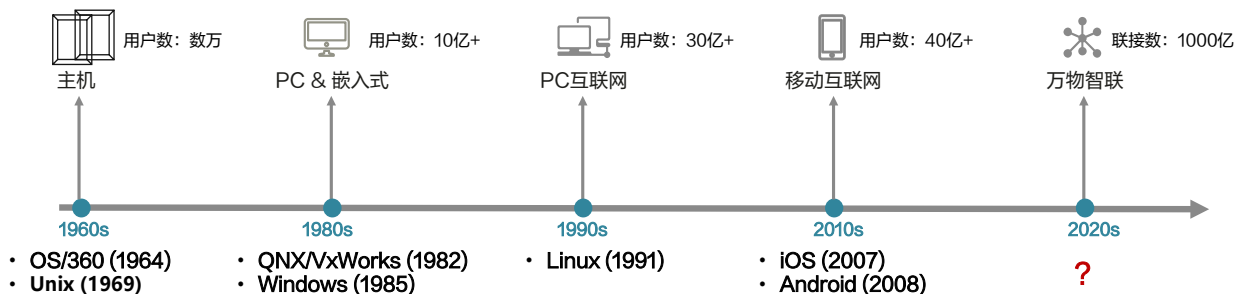 用户数：数万
用户数：10亿+
用户数：30亿+
用户数：40亿+
联接数：1000亿
主机
PC & 嵌入式
PC互联网
移动互联网
万物智联
1960s
1980s
1990s
2010s
2020s
• OS/360 (1964)
• Unix (1969)
• QNX/VxWorks (1982)
• Windows (1985)
• Linux (1991)
• iOS (2007)
• Android (2008)
？